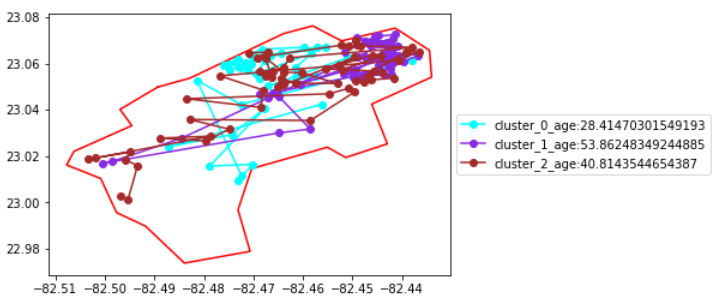 23.08
23.06
23.04
23.02
23.00
22.98
−82.51 −82.50 −82.49 −82.48 −82.47 −82.46 −82.45 −82.44
cluster_0_age:28.41470301549193
cluster_1_age:53.86248349244885
cluster_2_age:40.8143544654387